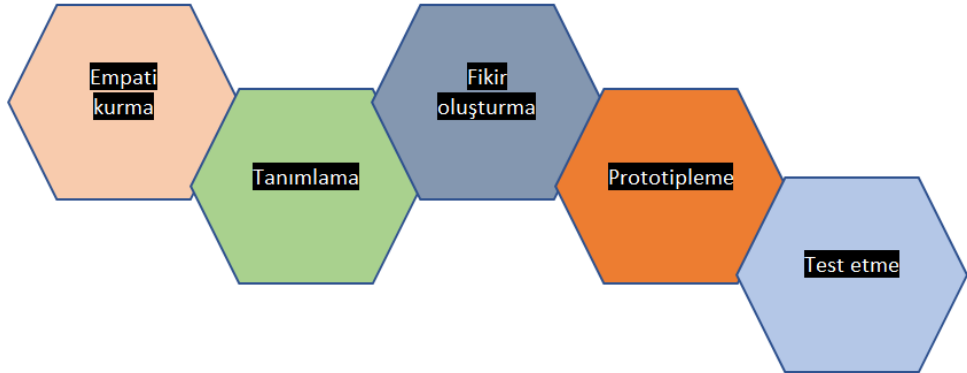 Empati
kurma
Tanımlama
Fikir
oluşturma
Prototipleme
Test etme